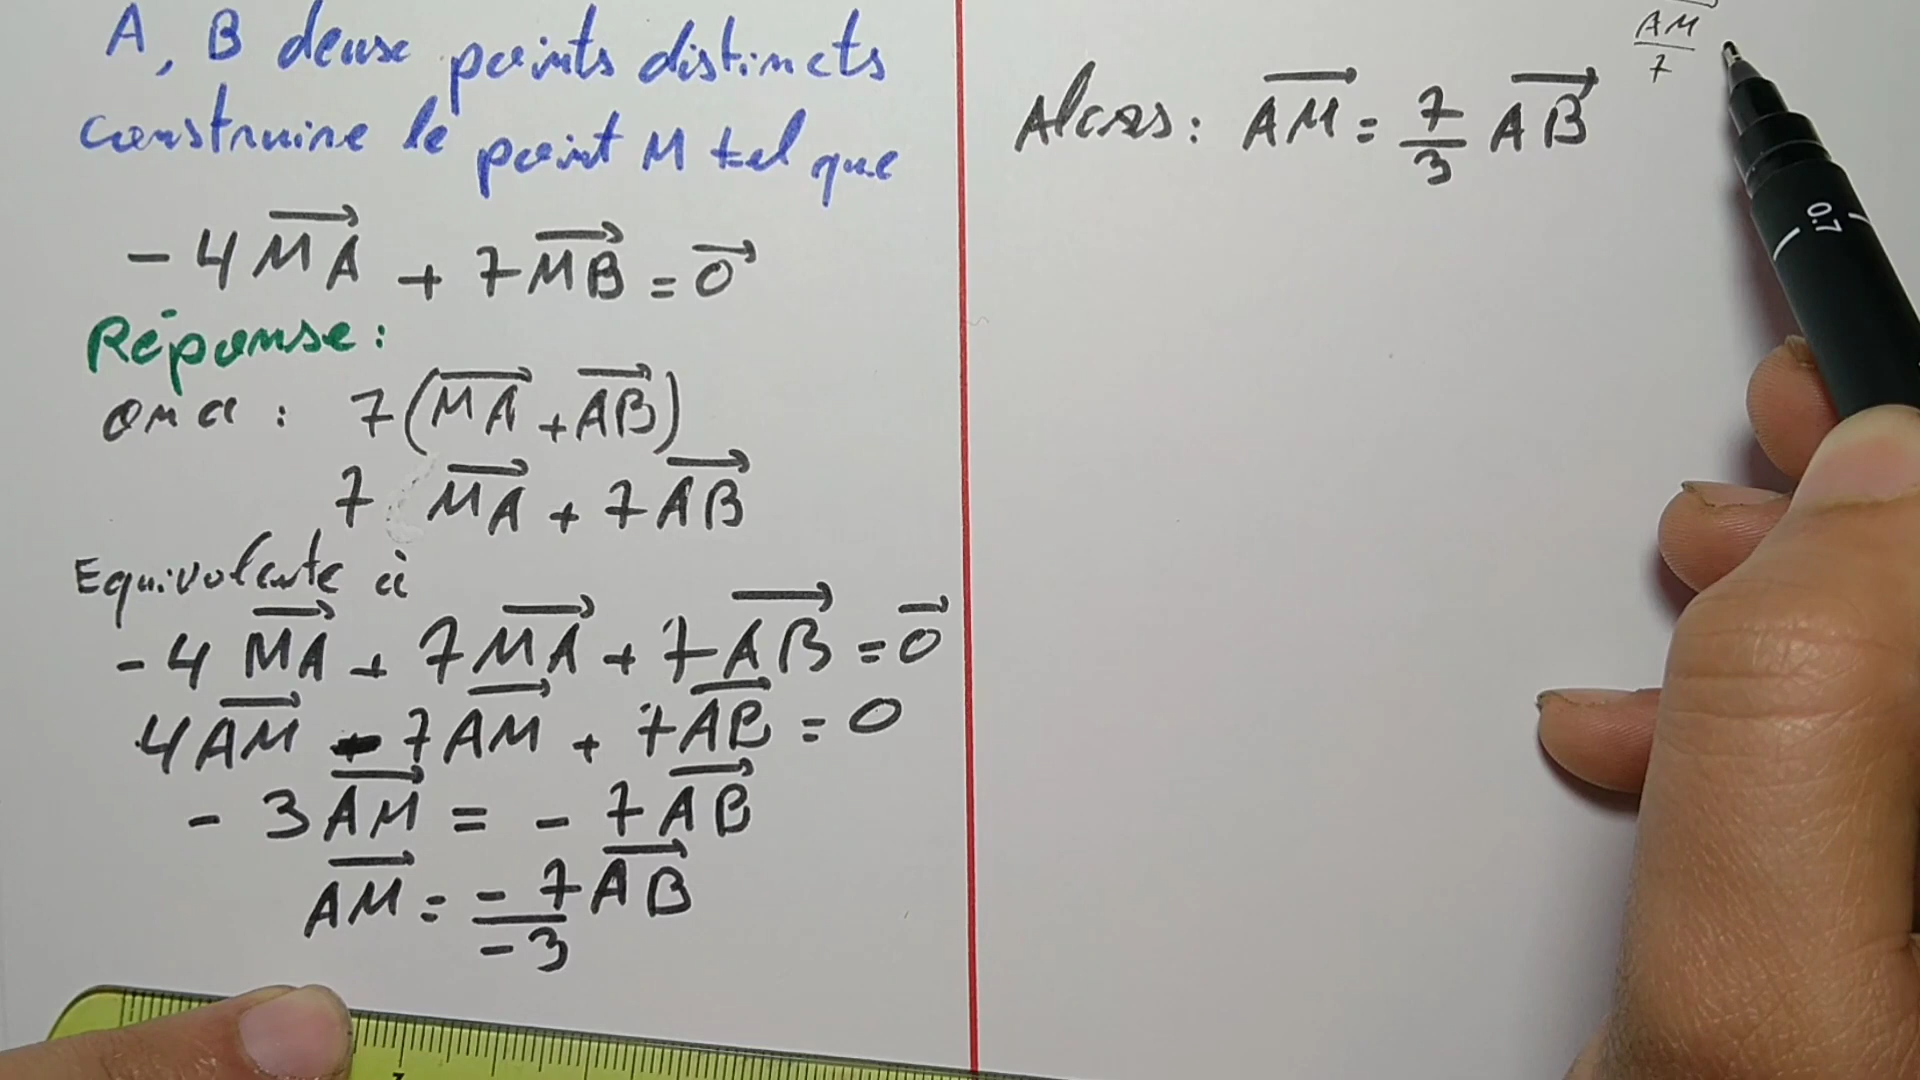 A, B deux points distincts
construire le point M tel que
- 4 MA + 7 MB = 0
Réponse :
on a : 7 (MA + AB)
7 MA + 7 AB
Equivalente à
- 4 MA + 7 MA + 7 AB = 0
4 AM - 7 AM + 7 AB = 0
- 3 AM = - 7 AB
AM = -7/-3 AB
Alors : AM = 7/3 AB
AM/7
0.7